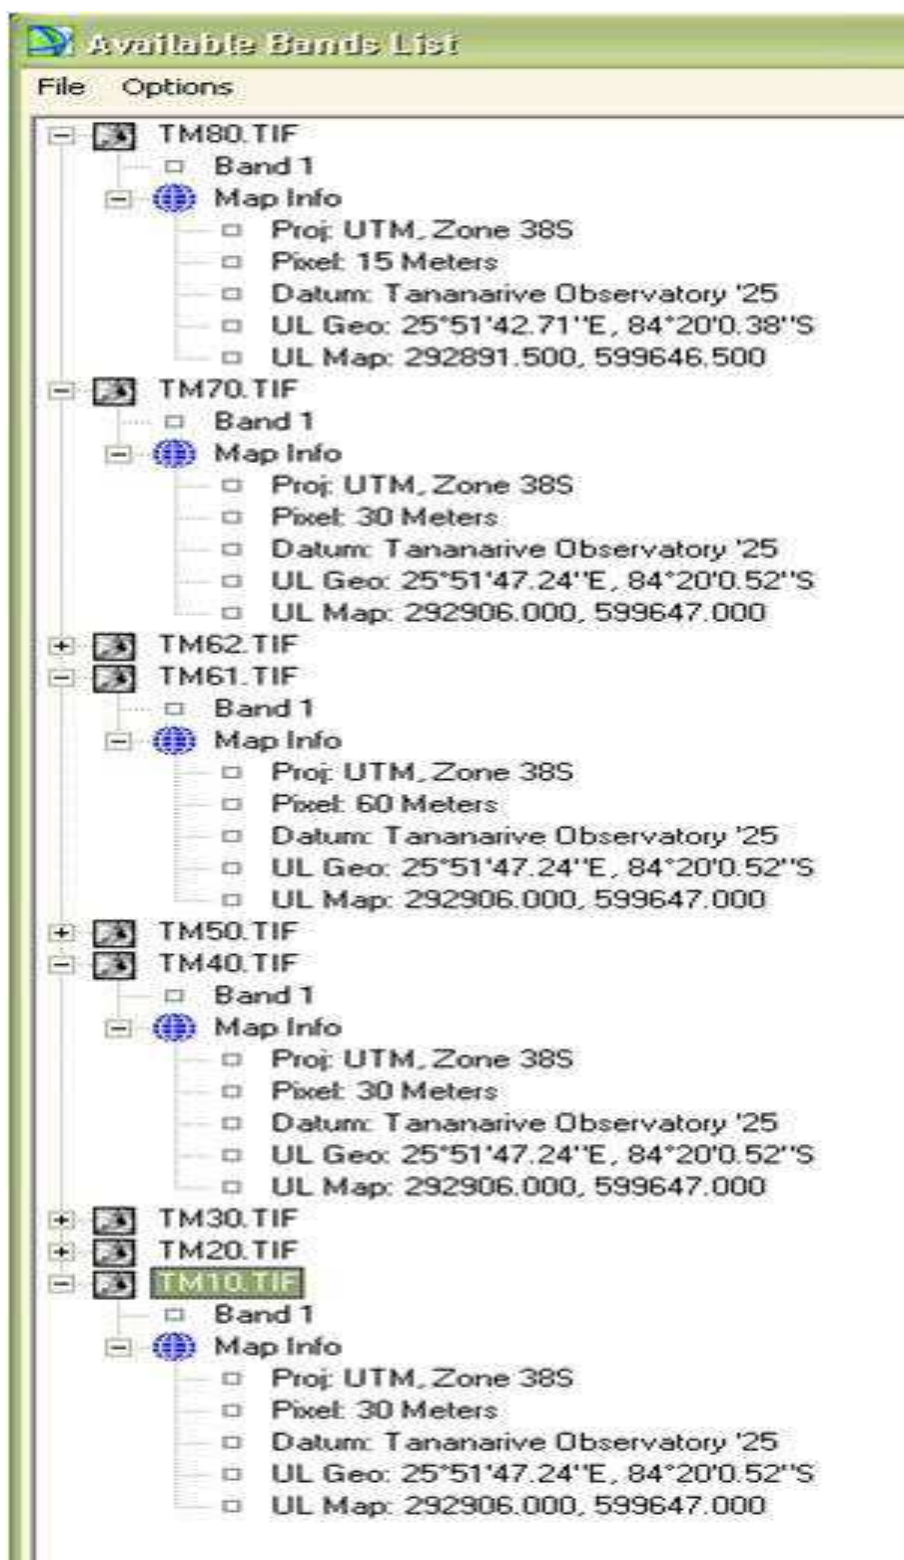 Available Bands List
File Options
TM80.TIF
Band 1
Map Info
Proj: UTM, Zone 38S
Pixel: 15 Meters
Datum: Tananarive Observatory '25
UL Geo: 25°51'42.71''E, 84°20'0.38''S
UL Map: 292891.500, 599646.500
TM70.TIF
Band 1
Map Info
Proj: UTM, Zone 38S
Pixel: 30 Meters
Datum: Tananarive Observatory '25
UL Geo: 25°51'47.24''E, 84°20'0.52''S
UL Map: 292906.000, 599647.000
TM62.TIF
TM61.TIF
Band 1
Map Info
Proj: UTM, Zone 38S
Pixel: 60 Meters
Datum: Tananarive Observatory '25
UL Geo: 25°51'47.24''E, 84°20'0.52''S
UL Map: 292906.000, 599647.000
TM50.TIF
TM40.TIF
Band 1
Map Info
Proj: UTM, Zone 38S
Pixel: 30 Meters
Datum: Tananarive Observatory '25
UL Geo: 25°51'47.24''E, 84°20'0.52''S
UL Map: 292906.000, 599647.000
TM30.TIF
TM20.TIF
TM10.TIF
Band 1
Map Info
Proj: UTM, Zone 38S
Pixel: 30 Meters
Datum: Tananarive Observatory '25
UL Geo: 25°51'47.24''E, 84°20'0.52''S
UL Map: 292906.000, 599647.000